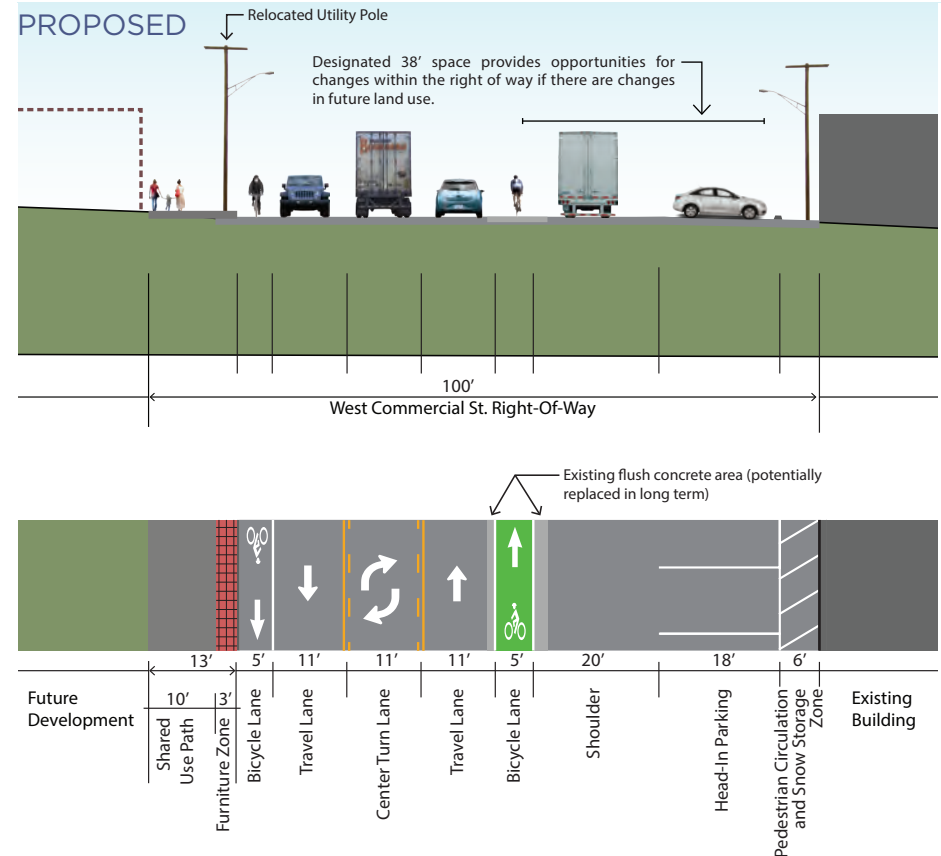 PROPOSED
Relocated Utility Pole
Designated 38’ space provides opportunities for
changes within the right of way if there are changes
in future land use.
100’
West Commercial St. Right-Of-Way
Existing flush concrete area (potentially
replaced in long term)
13’
5’
11’
11’
11’
5’
20’
18’
6’
10’
3’
Future
Development
Shared
Use Path
Furniture Zone
Bicycle Lane
Travel Lane
Center Turn Lane
Travel Lane
Bicycle Lane
Shoulder
Head-In Parking
Pedestrian Circulation
and Snow Storage
Zone
Existing
Building